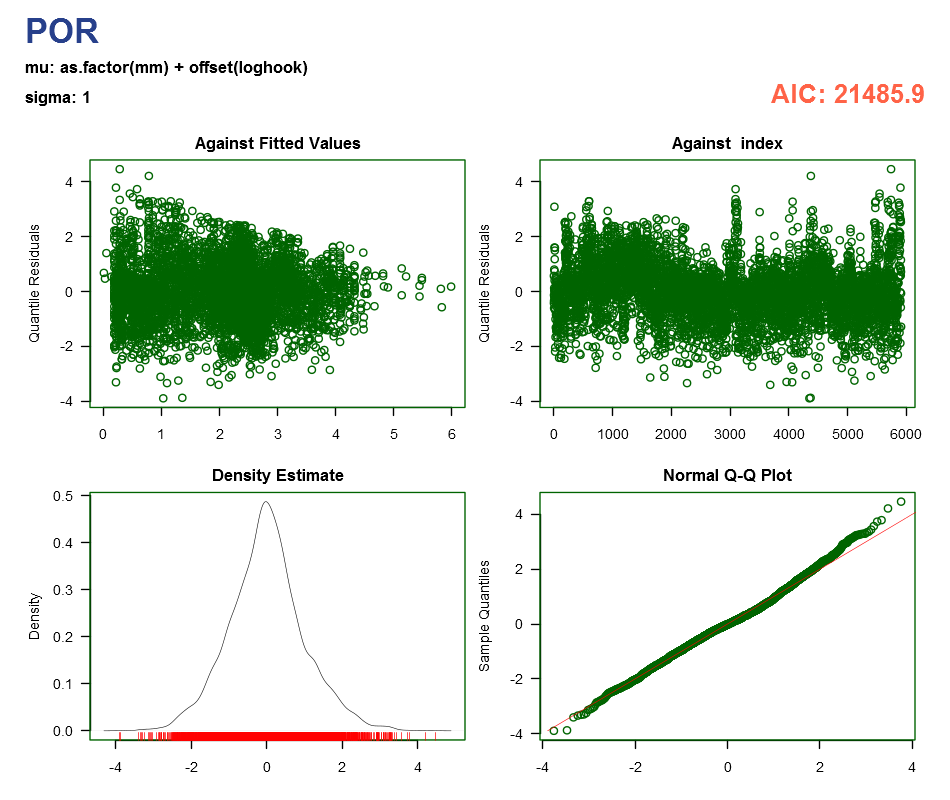 POR
mu: as.factor(mm) + offset(loghook)
sigma: 1
AIC: 21485.9
Against Fitted Values
Quantile Residuals
4
2
0
-2
-4
0 1 2 3 4 5 6
Against  index
Quantile Residuals
4
2
0
-2
-4
0 1000 2000 3000 4000 5000 6000
Density Estimate
Density
0.5
0.4
0.3
0.2
0.1
0.0
-4 -2 0 2 4
Normal Q-Q Plot
Sample Quantiles
4
2
0
-2
-4
-4 -2 0 2 4